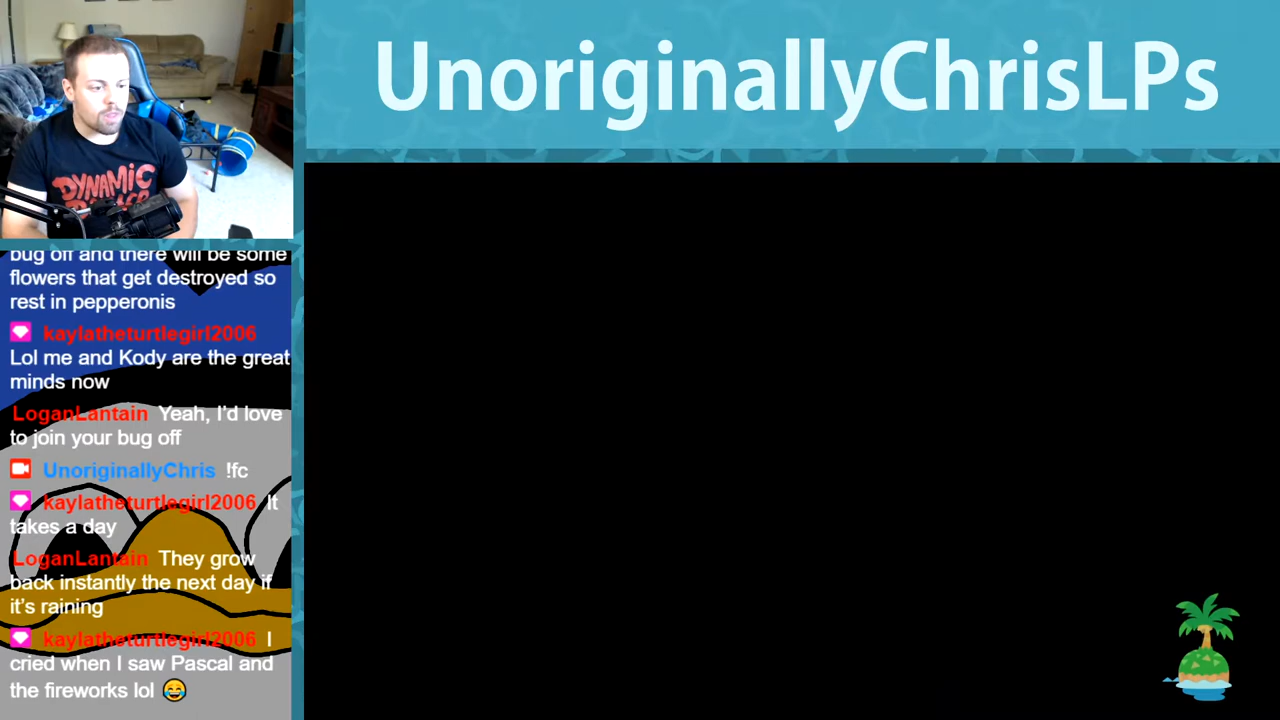 UnoriginallyChrisLPs
DYNAMIC
bug off and there will be some
flowers that get destroyed so
rest in pepperonis
kaylatheturtlegirl2006
Lol me and Kody are the great
minds now
LoganLantain Yeah, I'd love
to join your bug off
UnoriginallyChris !fc
kaylatheturtlegirl2006 It
takes a day
LoganLantain They grow
back instantly the next day if
it's raining
kaylatheturtlegirl2006 I
cried when I saw Pascal and
the fireworks lol 😂